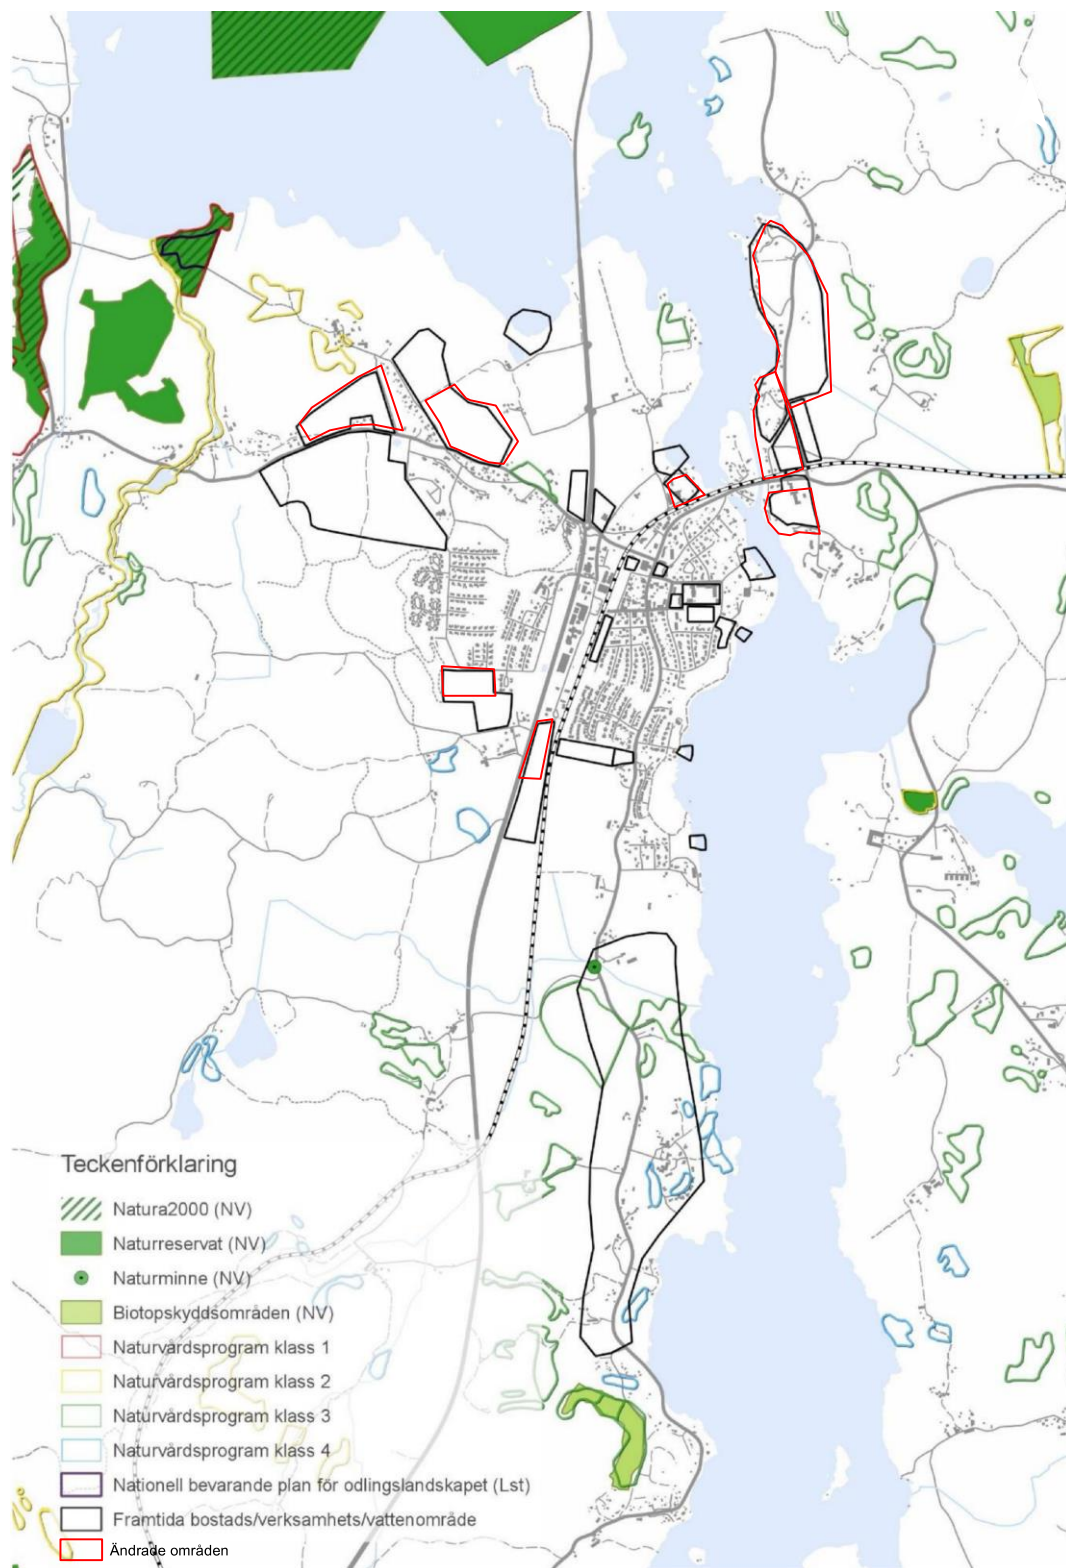 Teckenförklaring
Natura2000 (NV)
Naturreservat (NV)
Naturminne (NV)
Biotopskyddsområden (NV)
Naturvårdsprogram klass 1
Naturvårdsprogram klass 2
Naturvårdsprogram klass 3
Naturvårdsprogram klass 4
Nationell bevarande plan för odlingslandskapet (Lst)
Framtida bostads/verksamhets/vattenområde
Ändrade områden